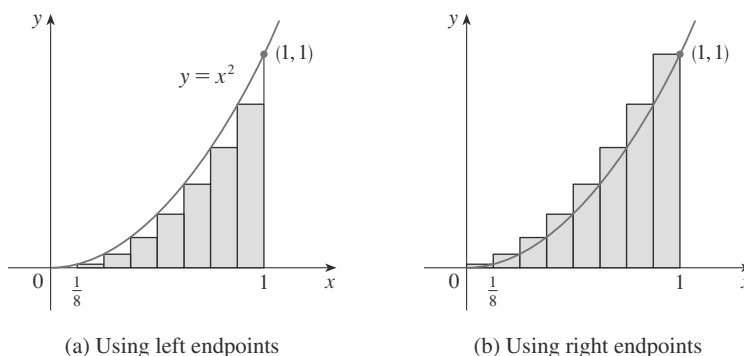 y
(1, 1)
y = x²
0
1/8
1
x
(a) Using left endpoints
y
(1, 1)
0
1/8
1
x
(b) Using right endpoints